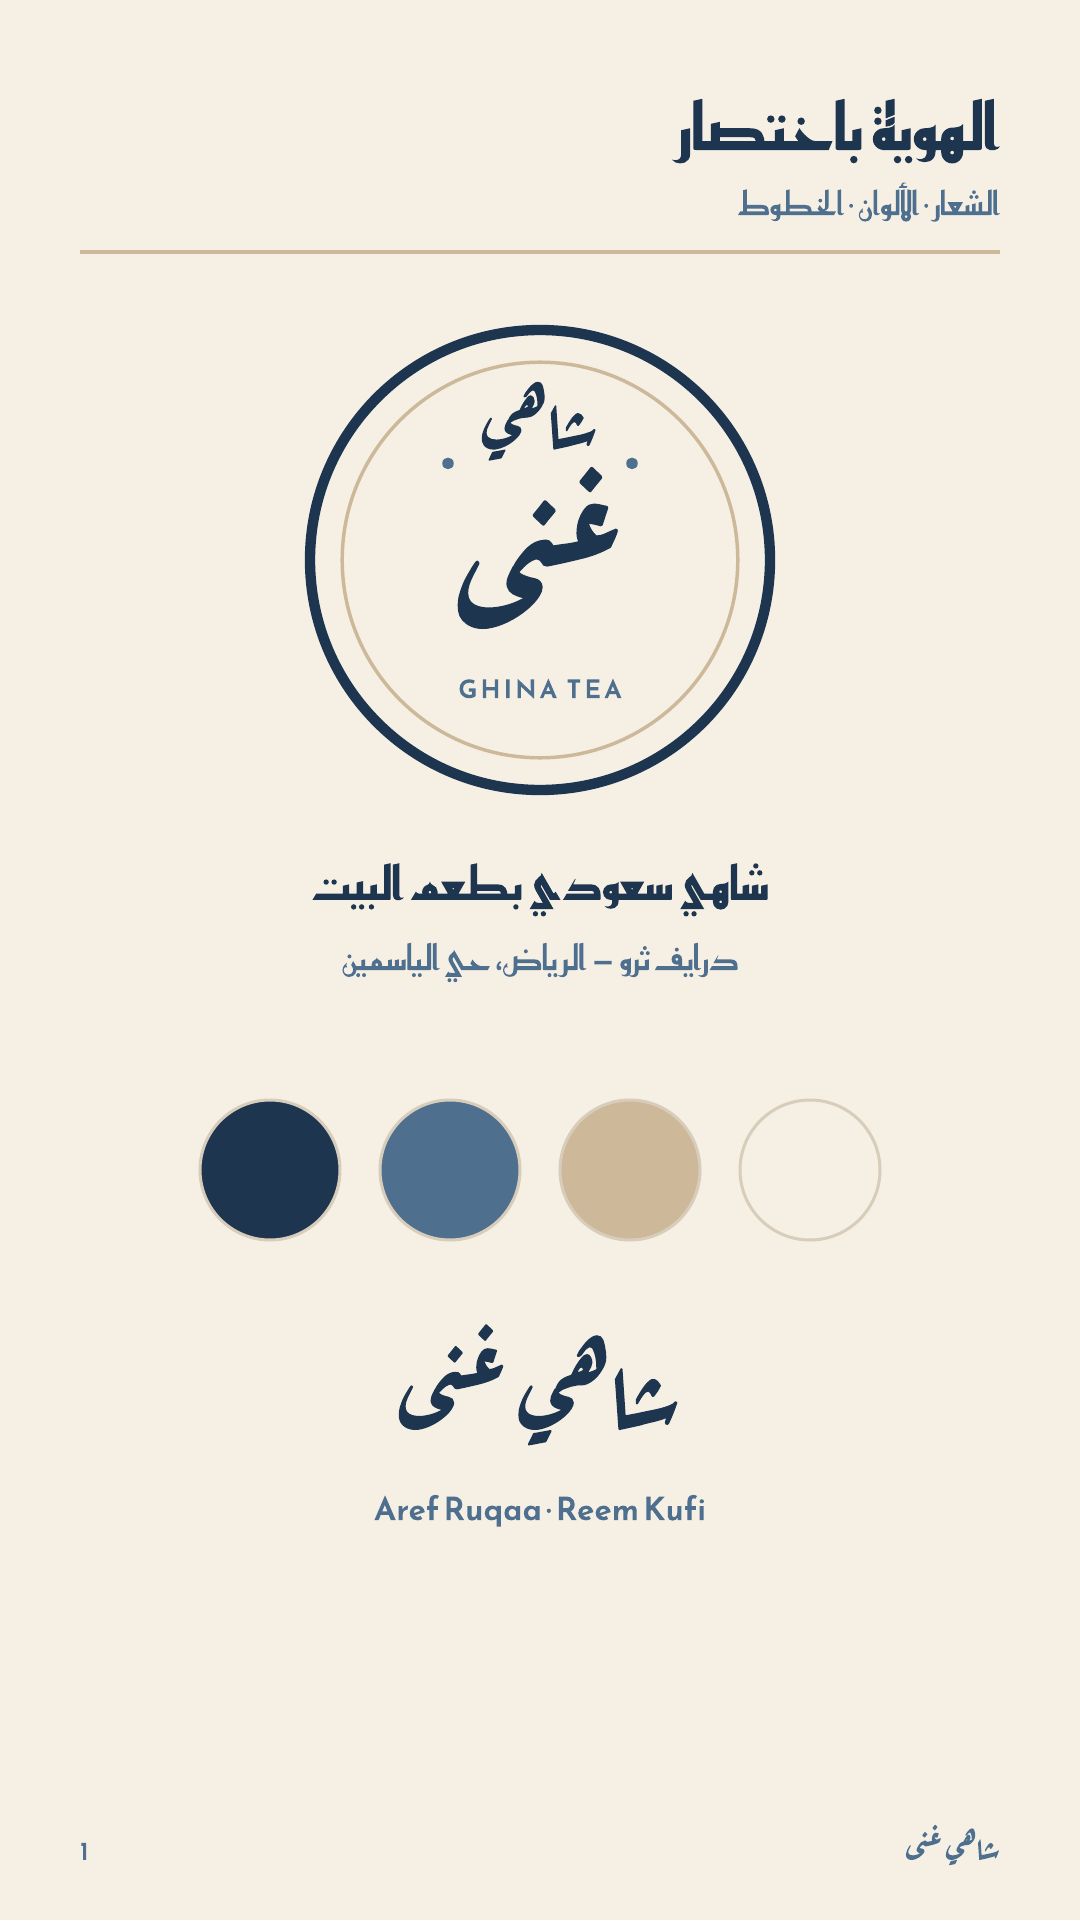 الهوية باختصار
الشعار · الألوان · الخطوط
شاهي
غنى
GHINA TEA
شاهي سعودي بطعم البيت
درايف ثرو – الرياض، حي الياسمين
شاهي غنى
Aref Ruqaa · Reem Kufi
شاهي غنى
1